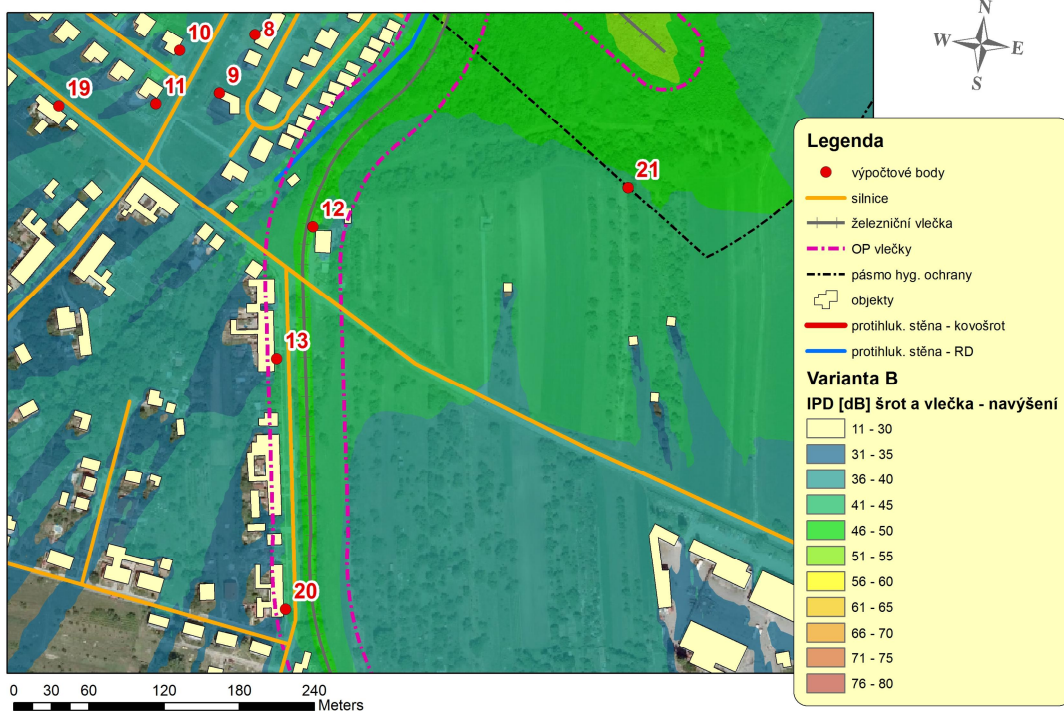 N
W E
S
8
10
9
11
19
21
12
13
20
Legenda
výpočtové body
silnice
železniční vlečka
OP vlečky
pásmo hyg. ochrany
objekty
protihluk. stěna - kovošrot
protihluk. stěna - RD
Varianta B
IPD [dB] šrot a vlečka - navýšení
11 - 30
31 - 35
36 - 40
41 - 45
46 - 50
51 - 55
56 - 60
61 - 65
66 - 70
71 - 75
76 - 80
0 30 60 120 180 240
Meters